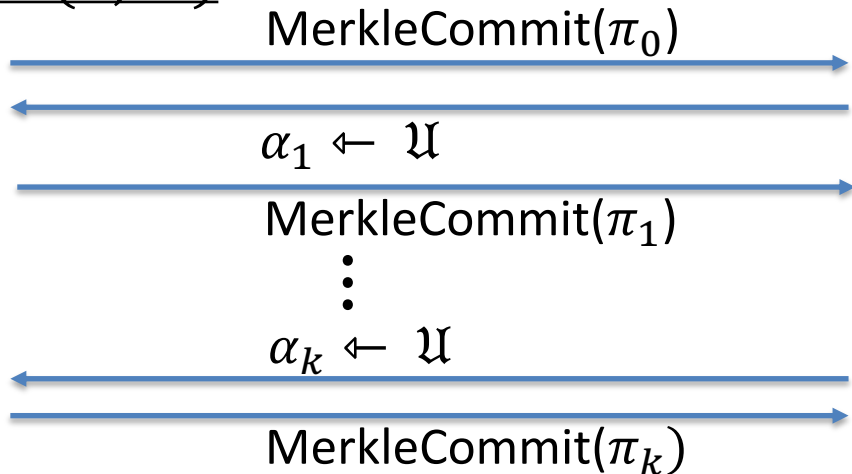 MerkleCommit(π₀)
α₁ ← 𝔘
MerkleCommit(π₁)
⋮
αₖ ← 𝔘
MerkleCommit(πₖ)